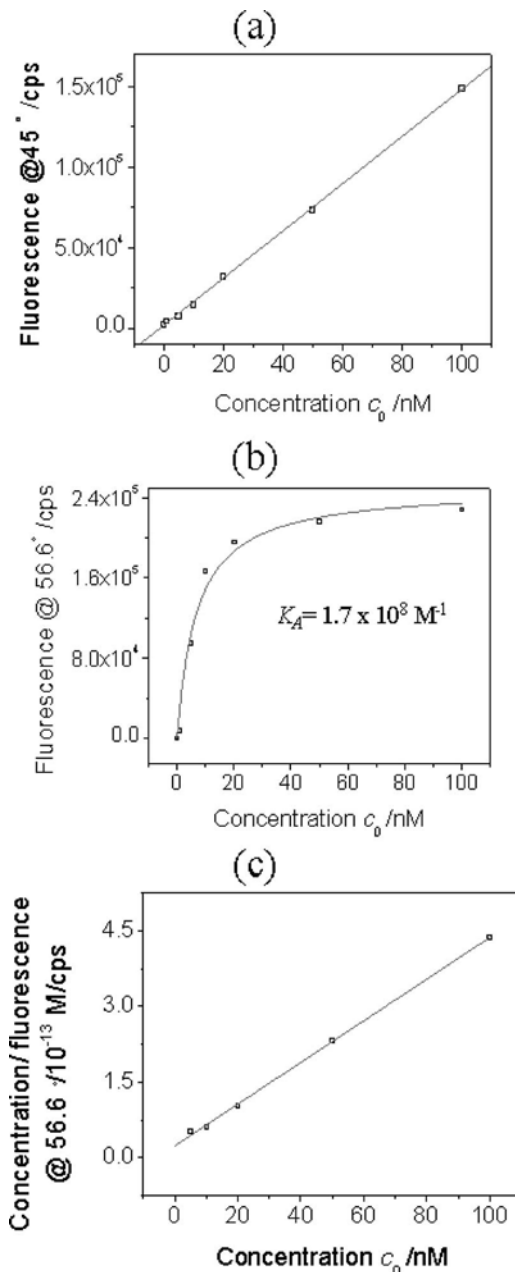 (a)
Fluorescence @45°/cps
1.5x10⁵
1.0x10⁵
5.0x10⁴
0.0
0 20 40 60 80 100
Concentration c₀ /nM
(b)
Fluorescence @ 56.6°/cps
2.4x10⁵
1.6x10⁵
8.0x10⁴
0.0
K_A= 1.7 x 10⁸ M⁻¹
0 20 40 60 80 100
Concentration c₀ /nM
(c)
Concentration/fluorescence
@ 56.6 °/10⁻¹³ M/cps
4.5
3.0
1.5
0.0
0 20 40 60 80 100
Concentration c₀ /nM